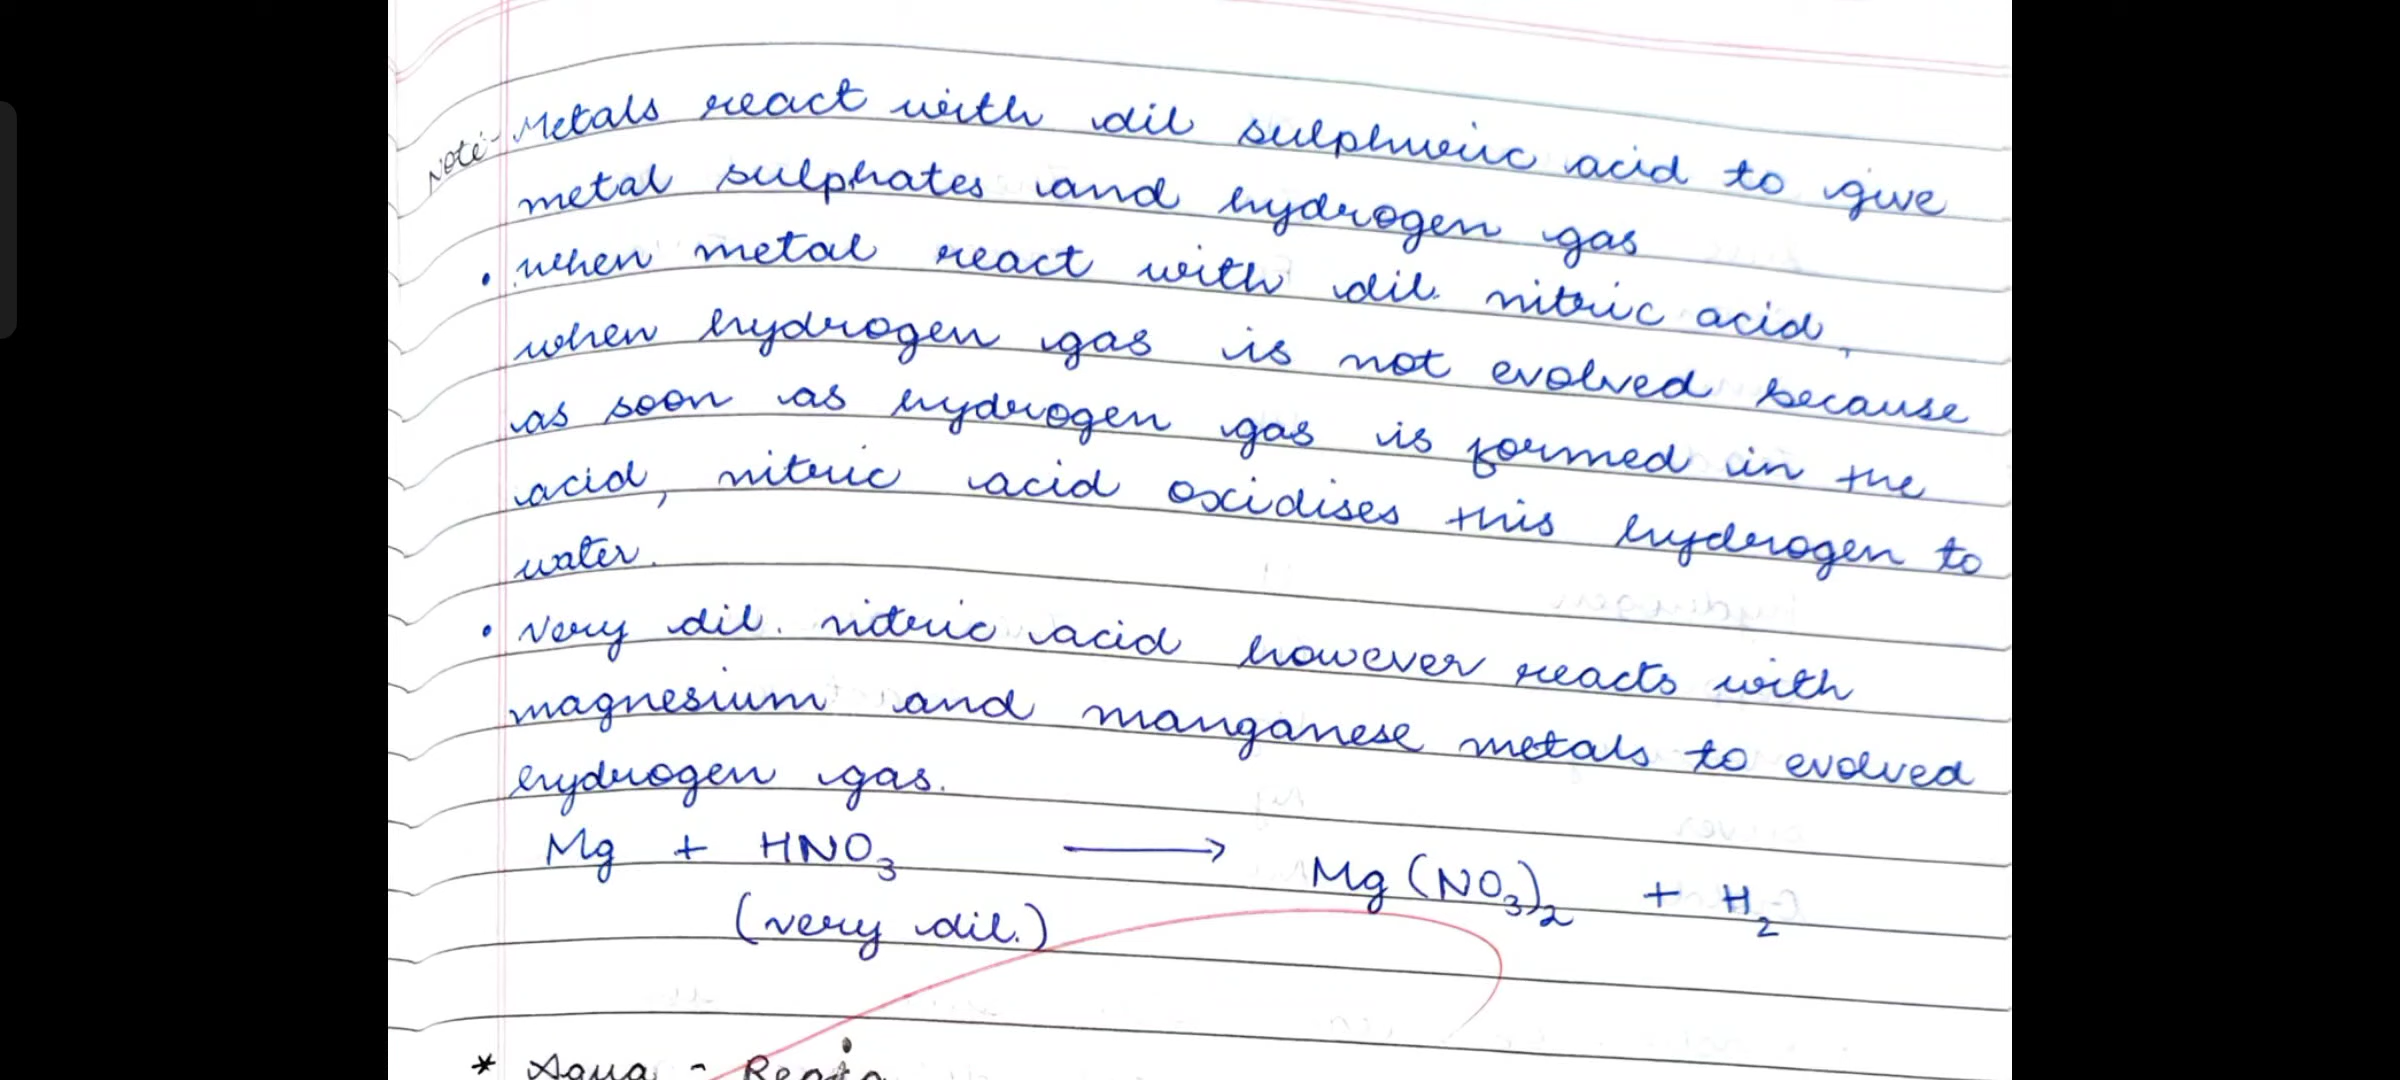 Note:- Metals react with dil sulphuric acid to give
metal sulphates and hydrogen gas
• when metal react with dil. nitric acid,
when hydrogen gas is not evolved because
as soon as hydrogen gas is formed in the
acid, nitric acid oxidises this hydrogen to
water.
• very dil. nitric acid however reacts with
magnesium and manganese metals to evolved
hydrogen gas.
Mg + HNO₃ ⟶ Mg(NO₃)₂ + H₂
(very dil.)
* Aqua - Regia